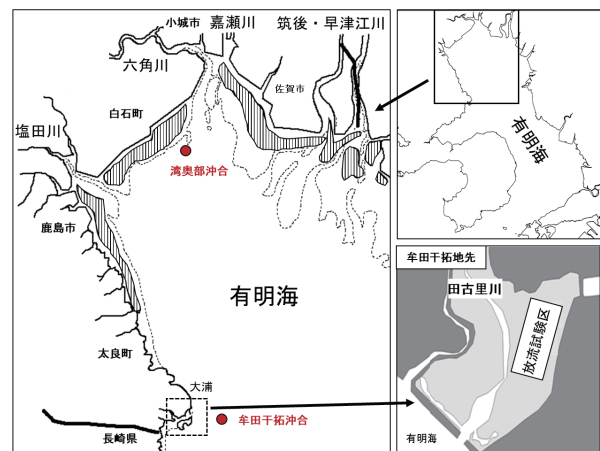 小城市
嘉瀬川
筑後・早津江川
六角川
佐賀市
白石町
塩田川
湾奥部沖合
鹿島市
有明海
太良町
大浦
牟田干拓沖合
長崎県
有明海
牟田干拓地先
田古里川
放流試験区
有明海